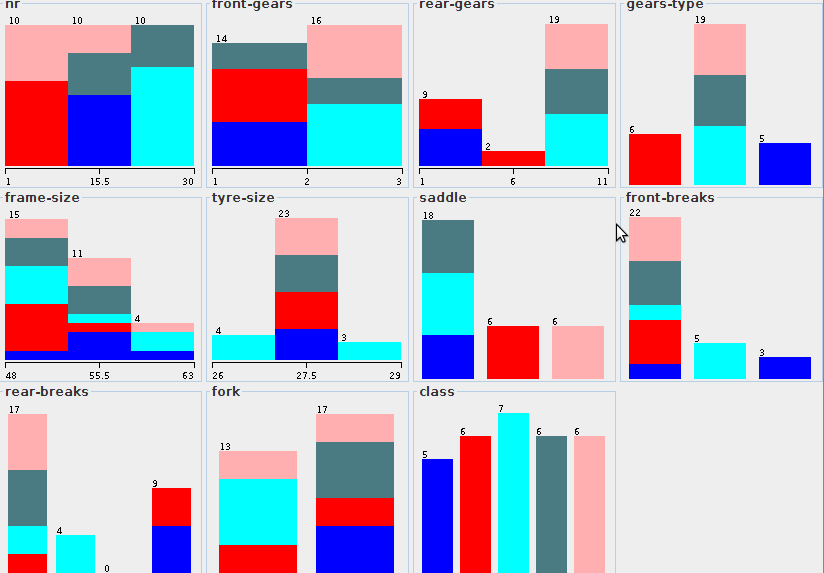 nr front-gears rear-gears gears-type
10 10 10 16 19 19
14
9 6 5
2
1 15.5 30 1 2 3 1 6 11
frame-size tyre-size saddle front-breaks
15 23 18 22
11
4 4 3 6 6 5 3
48 55.5 63 26 27.5 29
rear-breaks fork class
17 17 7
13 6 6 6
9 5
4
0